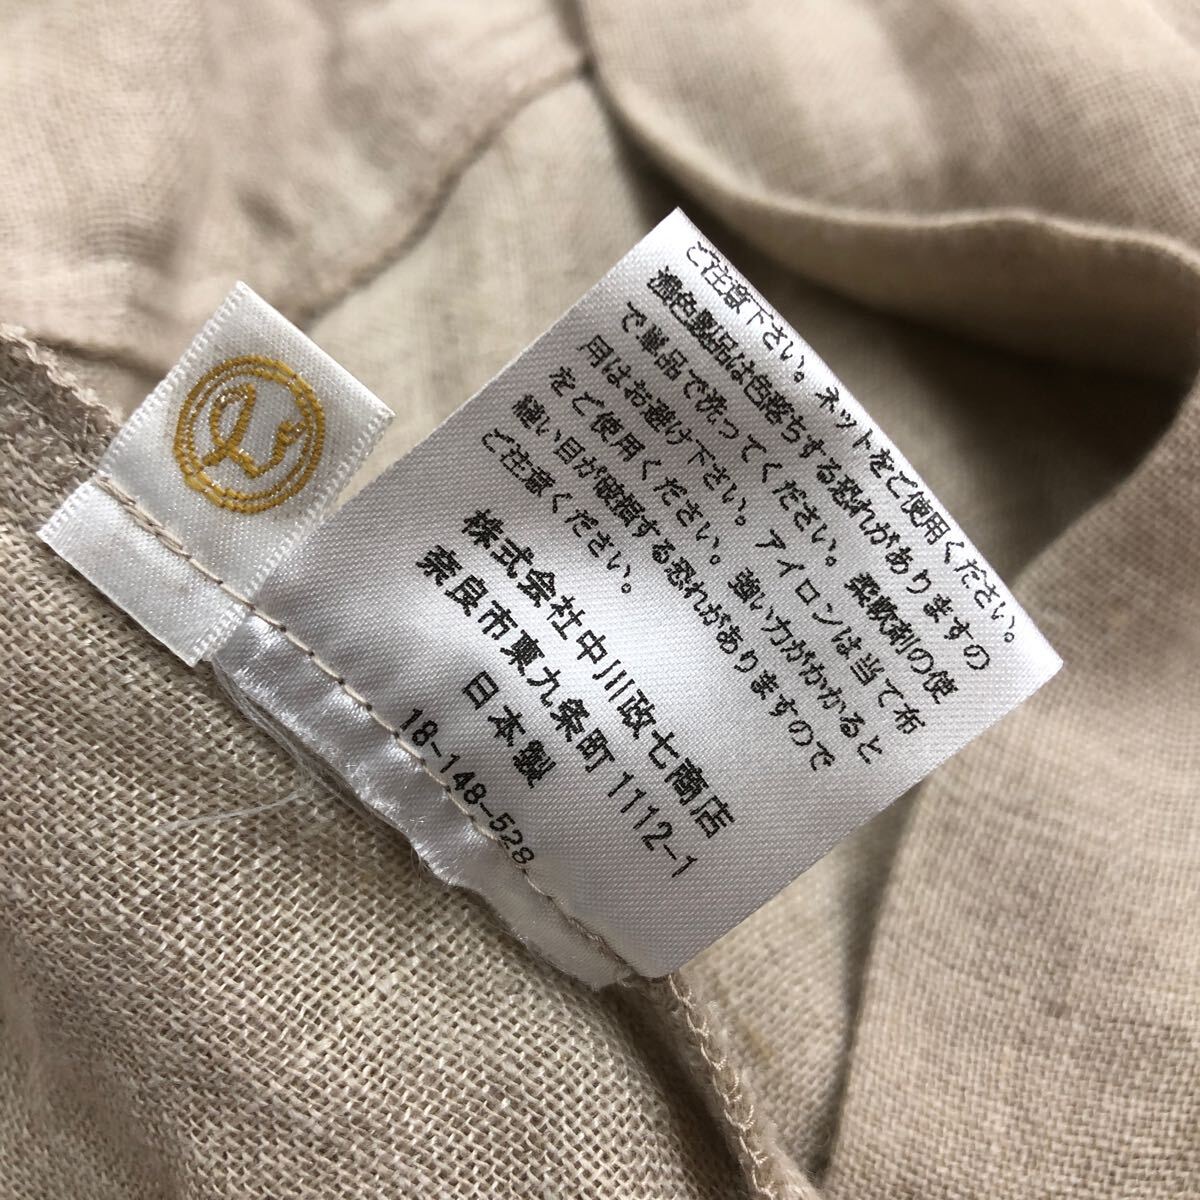 ご注意下さい。ネットをご使用ください。
濃色製品は色落ちする恐れがありますの
で単品で洗ってください。柔軟剤の使
用はお避け下さい。アイロンは当て布
をご使用ください。強い力がかかると
縫い目が破損する恐れがありますので
ご注意ください。
株式会社中川政七商店
奈良市東九条町1112-1
日本製
18-148-528